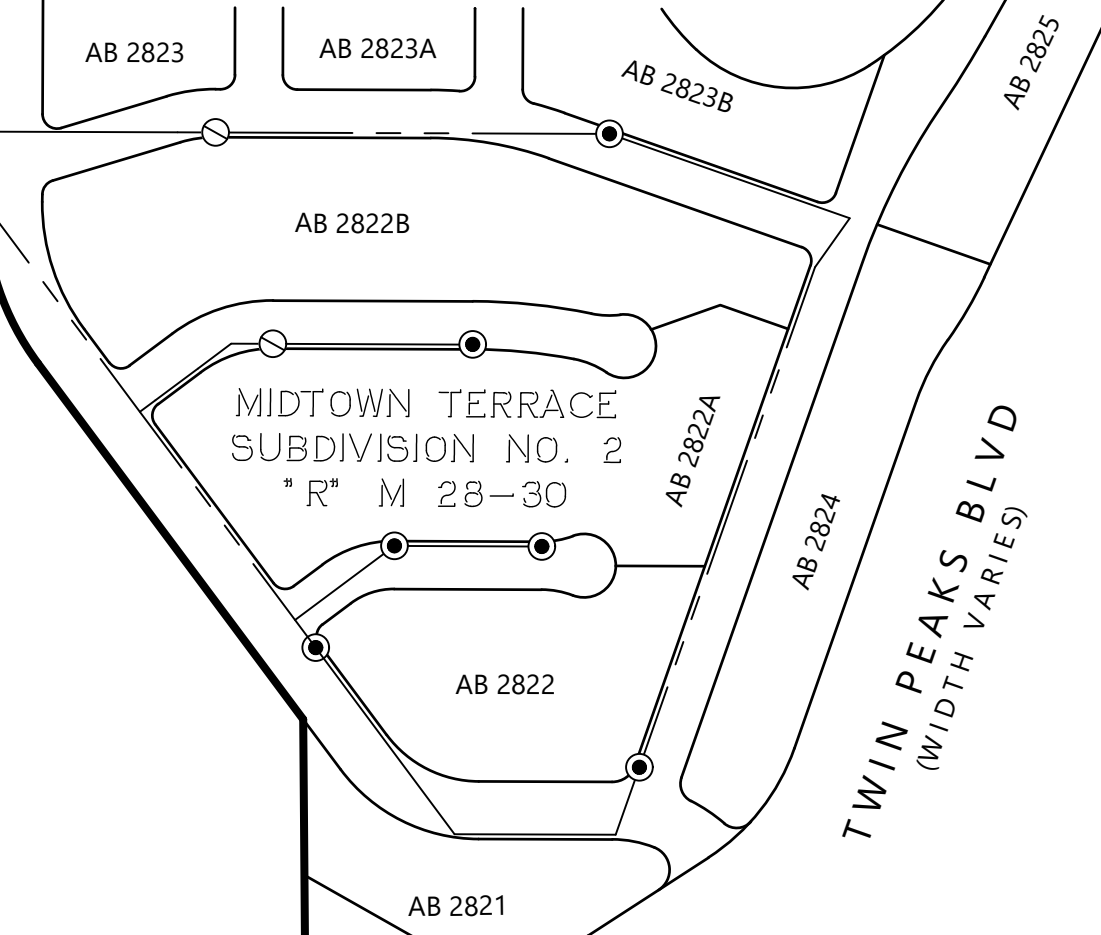 AB 2823
AB 2823A
AB 2823B
AB 2825
AB 2822B
MIDTOWN TERRACE
SUBDIVISION NO. 2
"R" M 28-30
AB 2822A
AB 2824
TWIN PEAKS BLVD
(WIDTH VARIES)
AB 2822
AB 2821